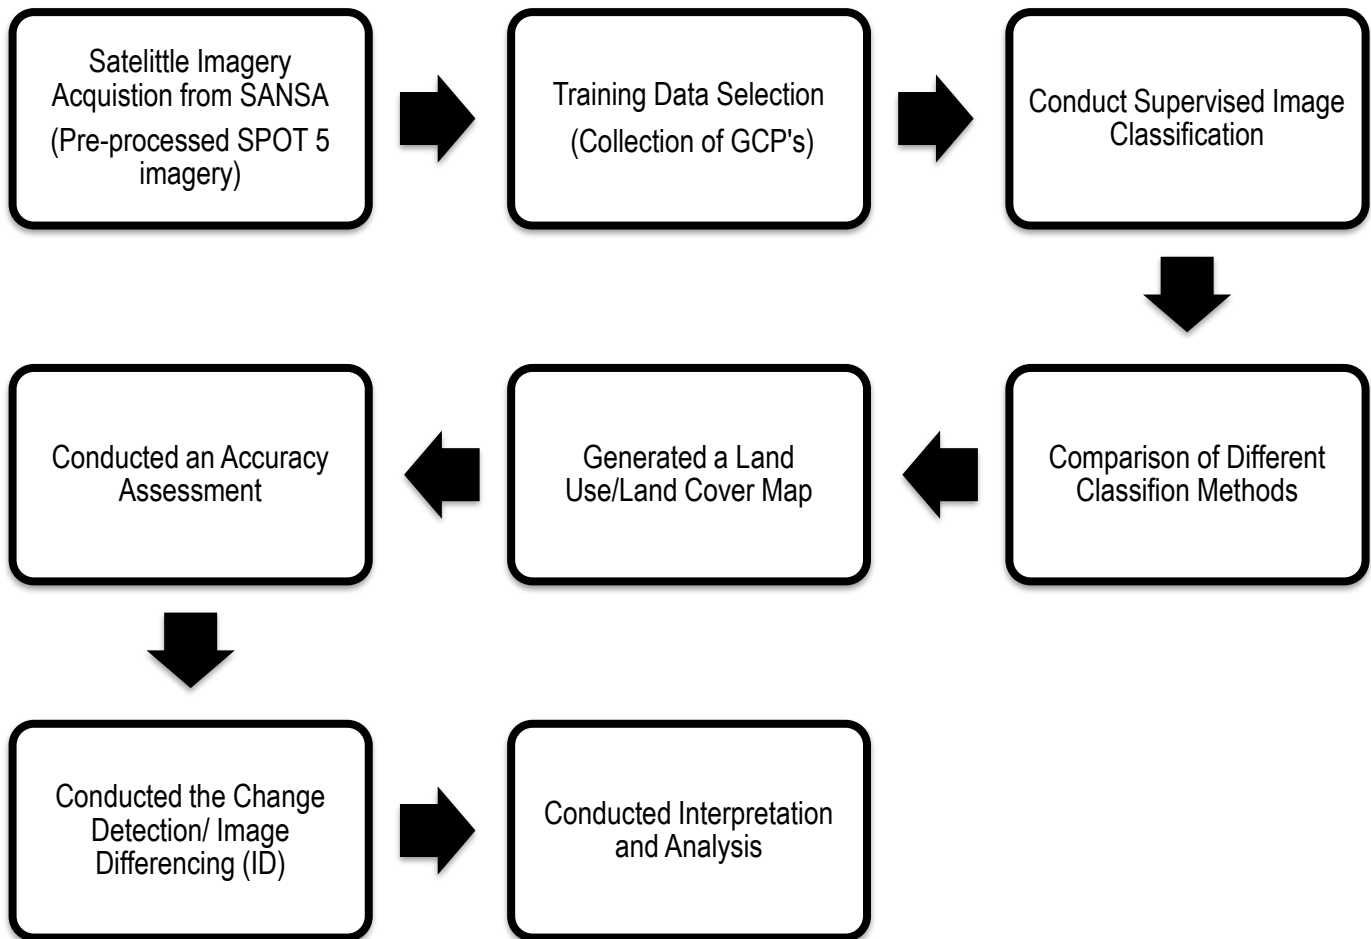 Satelittle Imagery
Acquistion from SANSA
(Pre-processed SPOT 5
imagery)
Training Data Selection
(Collection of GCP's)
Conduct Supervised Image
Classification
Comparison of Different
Classifion Methods
Generated a Land
Use/Land Cover Map
Conducted an Accuracy
Assessment
Conducted the Change
Detection/ Image
Differencing (ID)
Conducted Interpretation
and Analysis